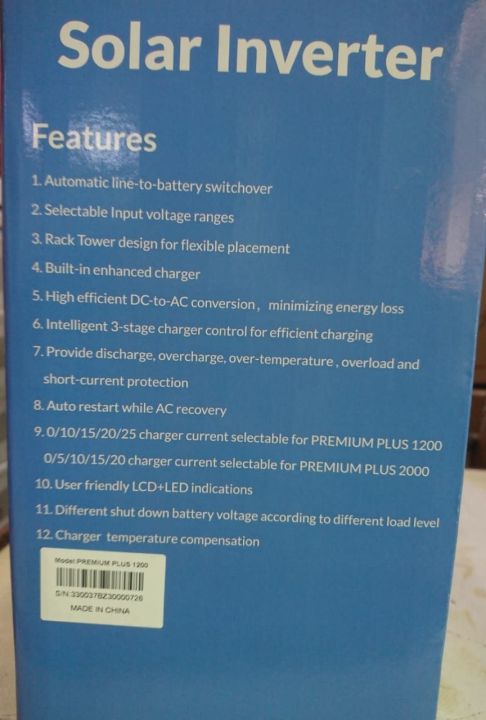 Solar Inverter
Features
1. Automatic line-to-battery switchover
2. Selectable Input voltage ranges
3. Rack Tower design for flexible placement
4. Built-in enhanced charger
5. High efficient DC-to-AC conversion, minimizing energy loss
6. Intelligent 3-stage charger control for efficient charging
7. Provide discharge, overcharge, over-temperature , overload and
short-current protection
8. Auto restart while AC recovery
9. 0/10/15/20/25 charger current selectable for PREMIUM PLUS 1200
0/5/10/15/20 charger current selectable for PREMIUM PLUS 2000
10. User friendly LCD+LED indications
11. Different shut down battery voltage according to different load level
12. Charger temperature compensation
Model:PREMIUM PLUS 1200
S/N:330037BZ30000726
MADE IN CHINA